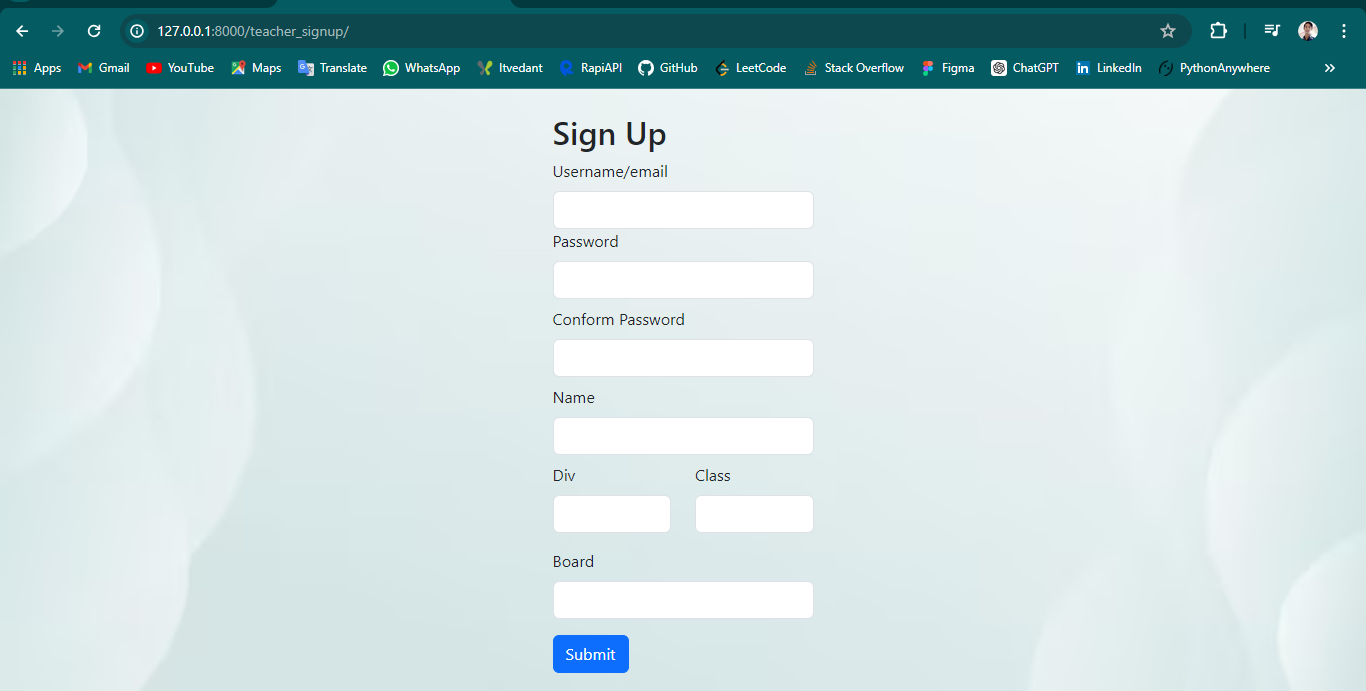 127.0.0.1:8000/teacher_signup/
Apps Gmail YouTube Maps Translate WhatsApp Itvedant RapiAPI GitHub LeetCode Stack Overflow Figma ChatGPT LinkedIn PythonAnywhere
Sign Up
Username/email
Password
Conform Password
Name
Div Class
Board
Submit